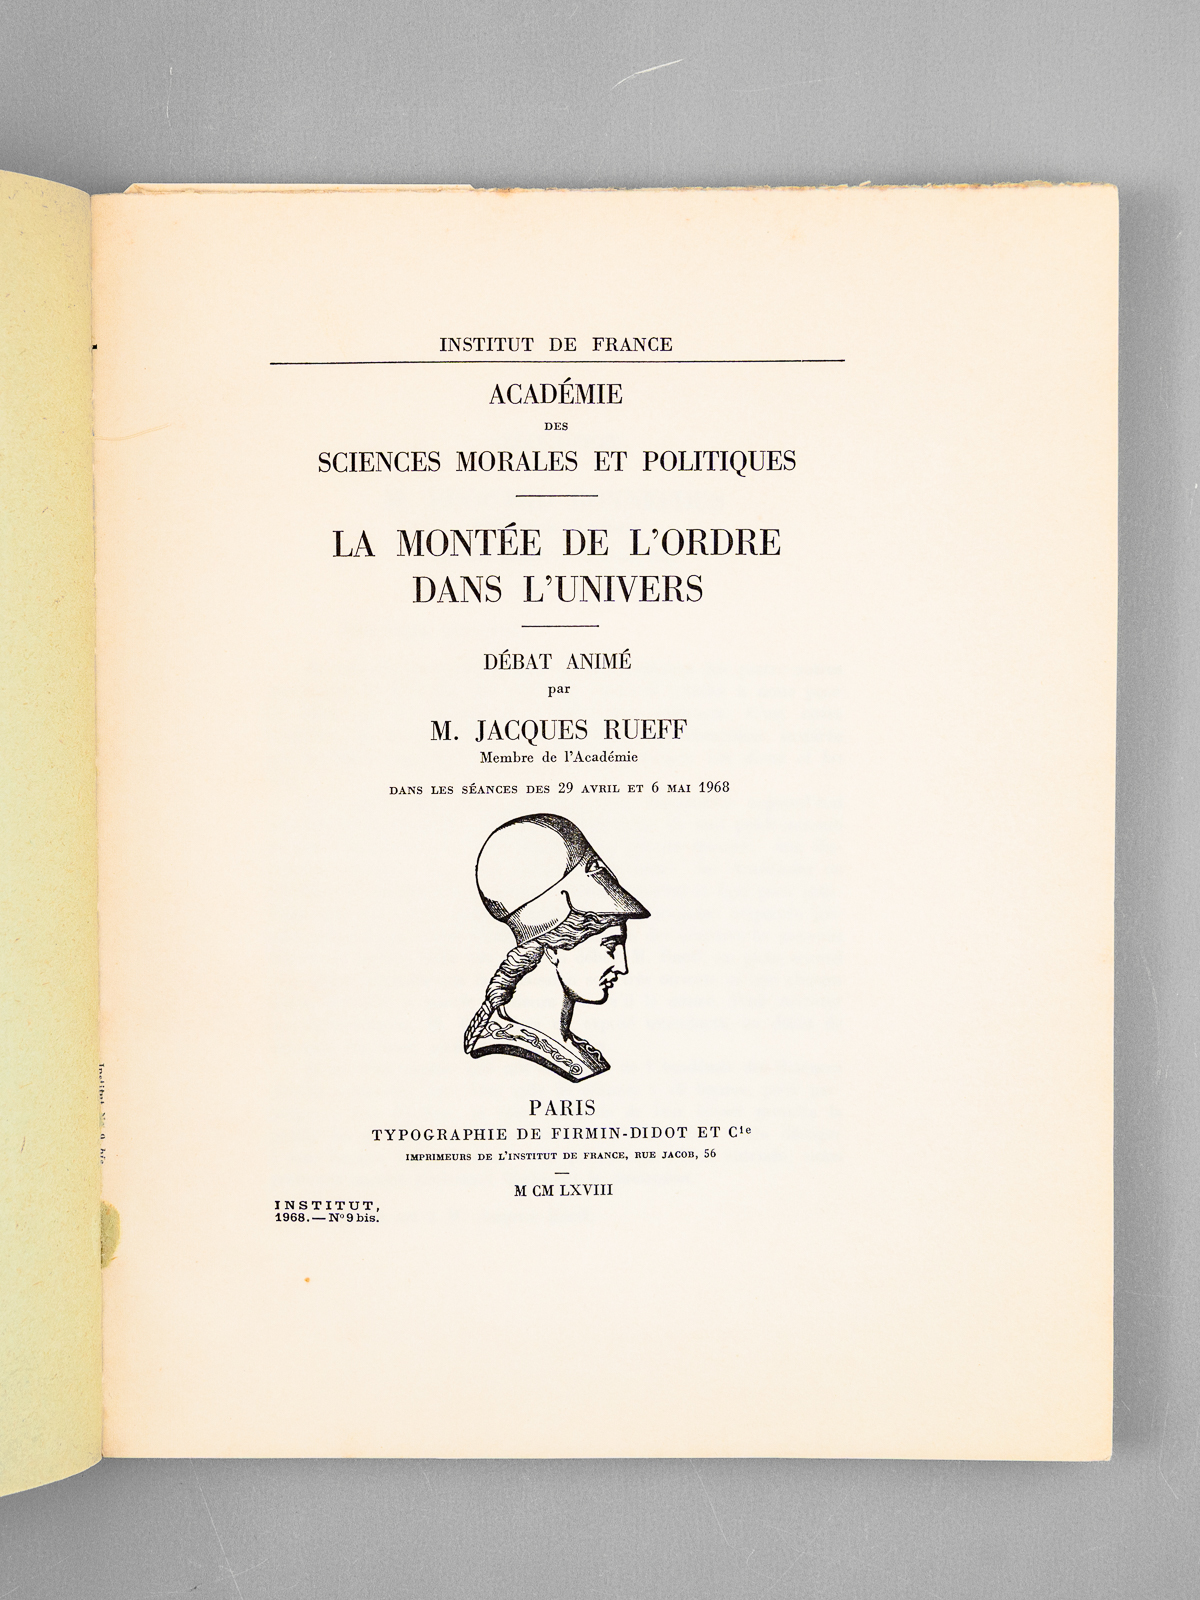 INSTITUT DE FRANCE
ACADÉMIE
DES
SCIENCES MORALES ET POLITIQUES
LA MONTÉE DE L'ORDRE
DANS L'UNIVERS
DÉBAT ANIMÉ
par
M. JACQUES RUEFF
Membre de l'Académie
DANS LES SÉANCES DES 29 AVRIL ET 6 MAI 1968
PARIS
TYPOGRAPHIE DE FIRMIN-DIDOT ET Cie
IMPRIMEURS DE L'INSTITUT DE FRANCE, RUE JACOB, 56
M CM LXVIII
INSTITUT,
1968. — No 9 bis.